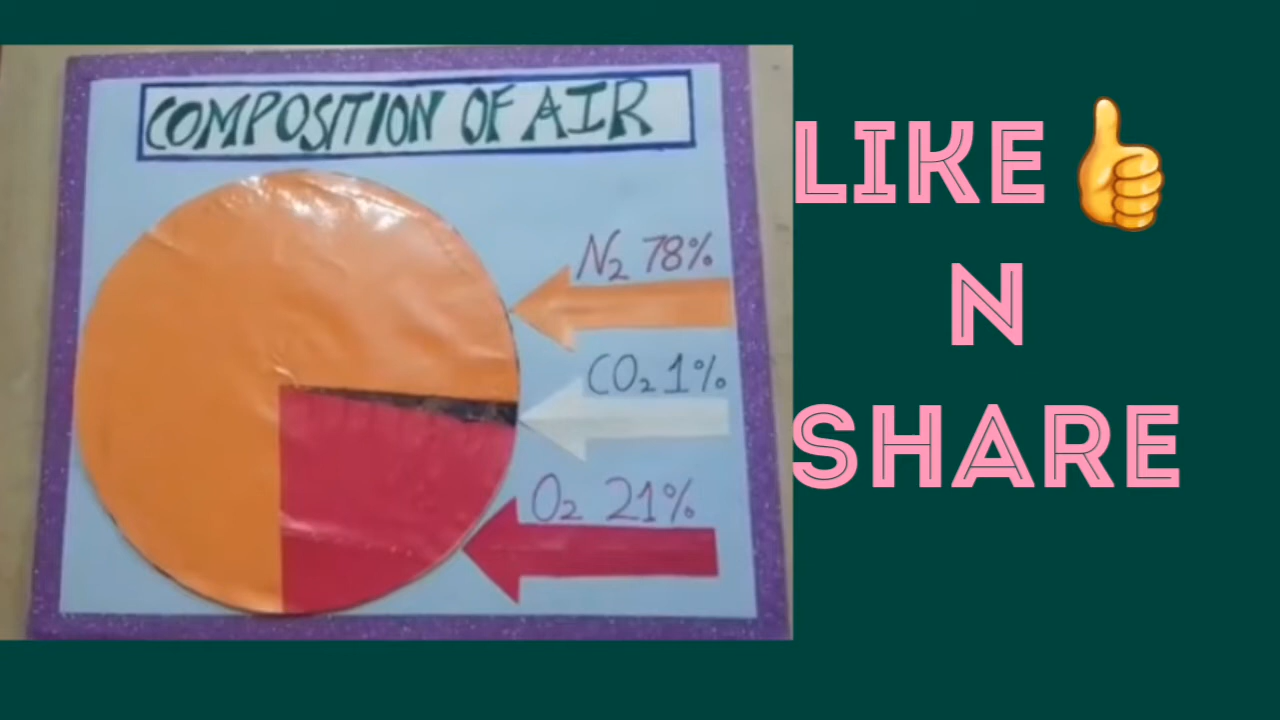 COMPOSITION OF AIR
N₂ 78%
CO₂ 1%
O₂ 21%
LIKE👍
N
SHARE